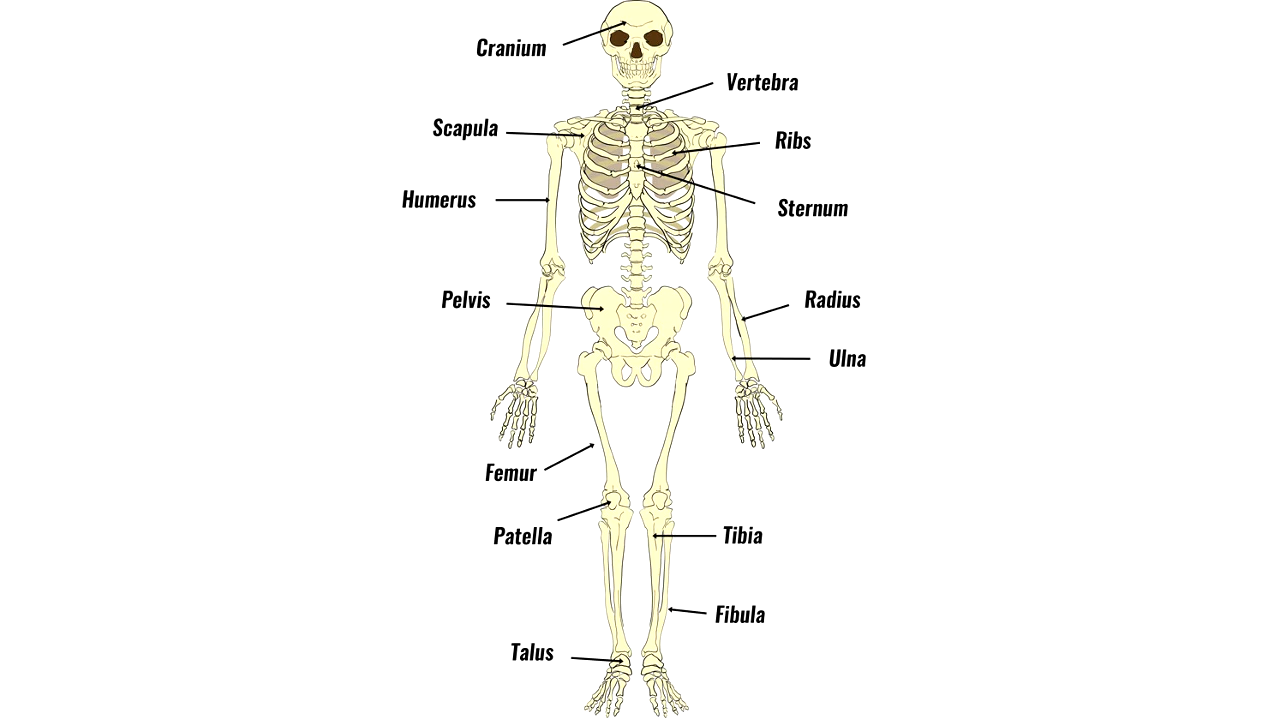 Cranium
Vertebra
Scapula
Ribs
Humerus
Sternum
Pelvis
Radius
Ulna
Femur
Patella
Tibia
Fibula
Talus